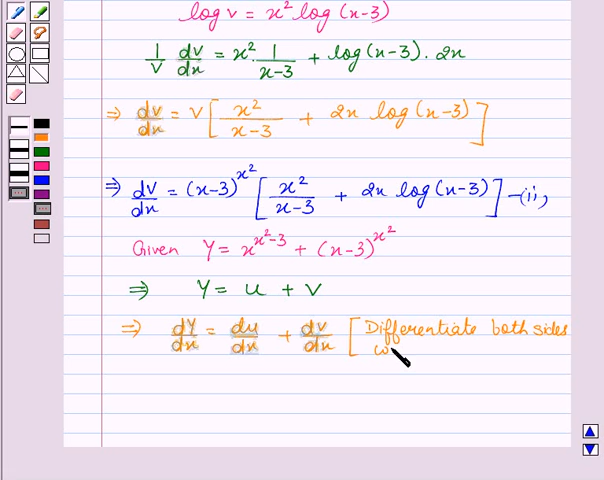 log v = x² log (x-3)
1/v dv/dx = x². 1/(x-3) + log (x-3). 2x
⇒ dv/dx = v [ x²/(x-3) + 2x log (x-3) ]
⇒ dv/dx = (x-3)^x² [ x²/(x-3) + 2x log (x-3) ] -(ii)
Given Y = x^(x²-3) + (x-3)^x²
⇒ Y = u + v
⇒ dy/dx = du/dx + dv/dx [ Differentiate both sides
w